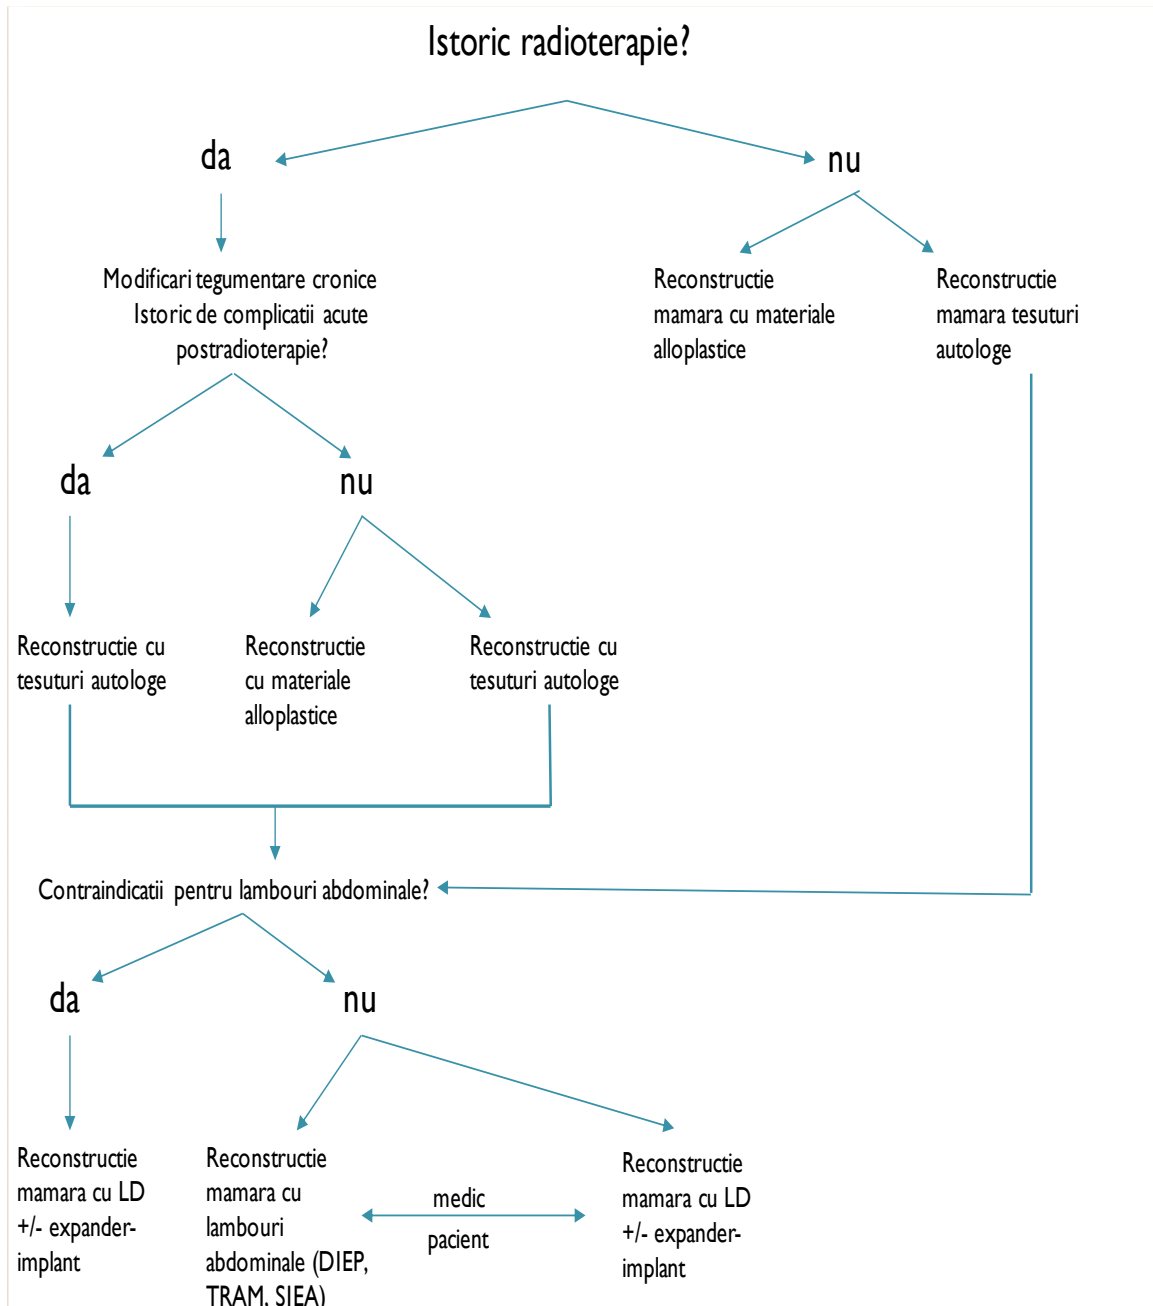 Istoric radioterapie?
da
nu
Modificari tegumentare cronice
Istoric de complicatii acute
postradioterapie?
Reconstructie
mamara cu materiale
alloplastice
Reconstructie
mamara tesuturi
autologe
da
nu
Reconstructie cu
tesuturi autologe
Reconstructie
cu materiale
alloplastice
Reconstructie cu
tesuturi autologe
Contraindicatii pentru lambouri abdominale?
da
nu
Reconstructie
mamara cu LD
+/- expander-
implant
Reconstructie
mamara cu
lambouri
abdominale (DIEP,
TRAM, SIEA)
medic
pacient
Reconstructie
mamara cu LD
+/- expander-
implant